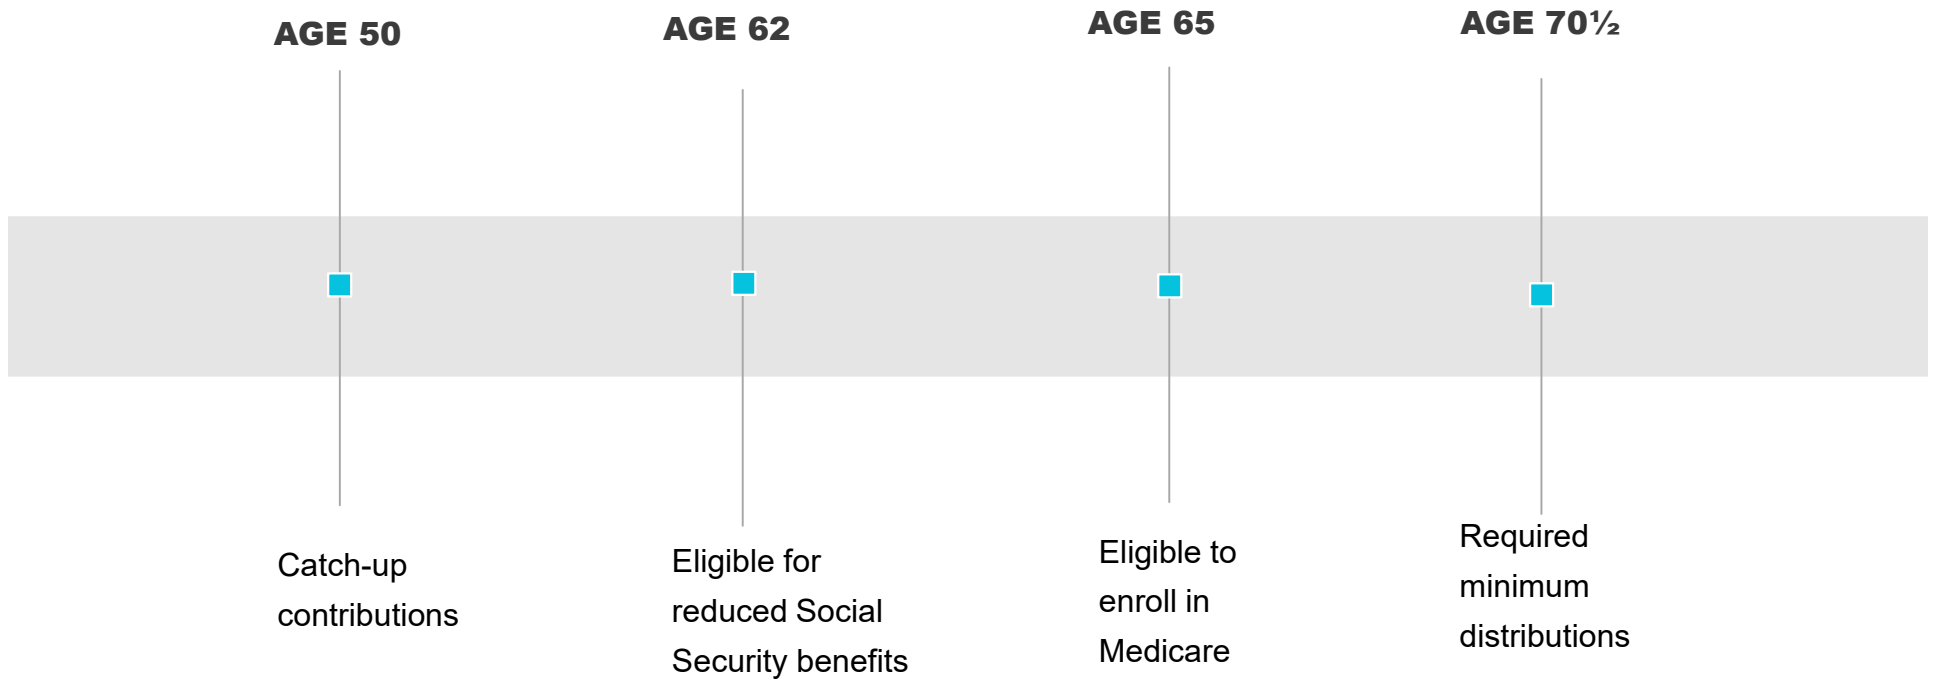 AGE 50
AGE 62
AGE 65
AGE 70½
Catch-up
contributions
Eligible for
reduced Social
Security benefits
Eligible to
enroll in
Medicare
Required
minimum
distributions